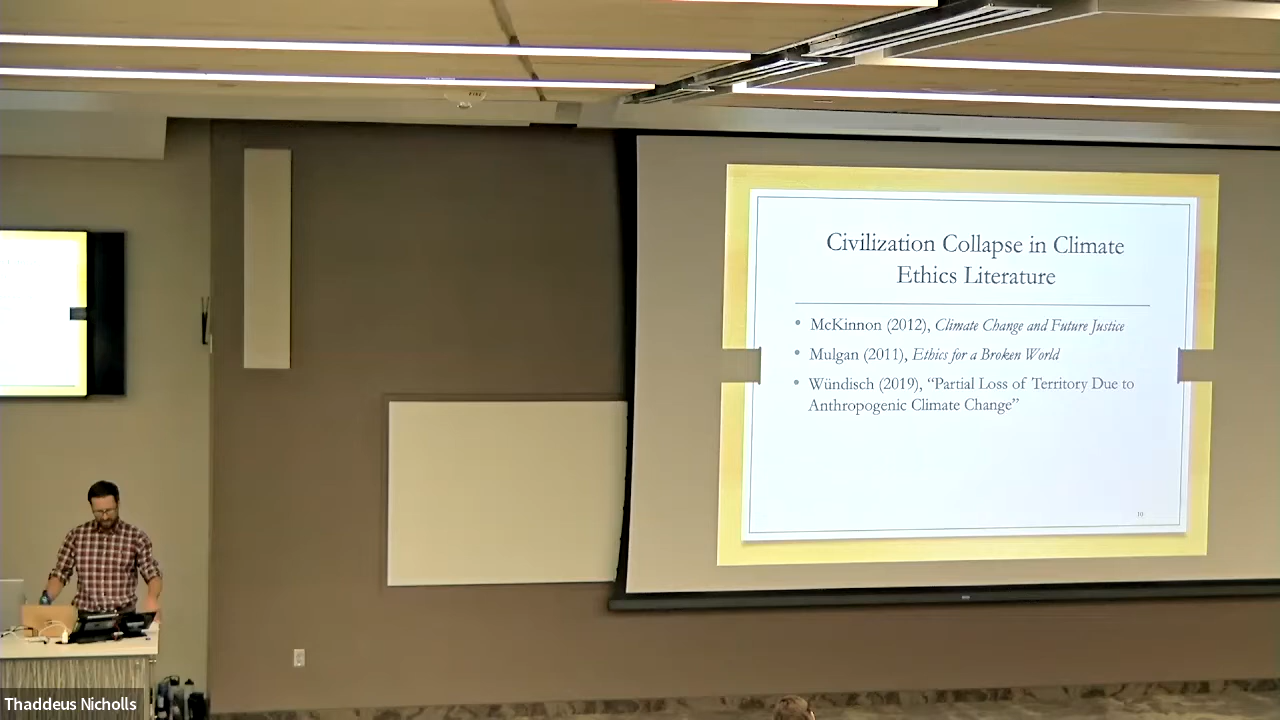 Civilization Collapse in Climate
Ethics Literature
• McKinnon (2012), Climate Change and Future Justice
• Mulgan (2011), Ethics for a Broken World
• Wündisch (2019), “Partial Loss of Territory Due to
Anthropogenic Climate Change”
10
Thaddeus Nicholls